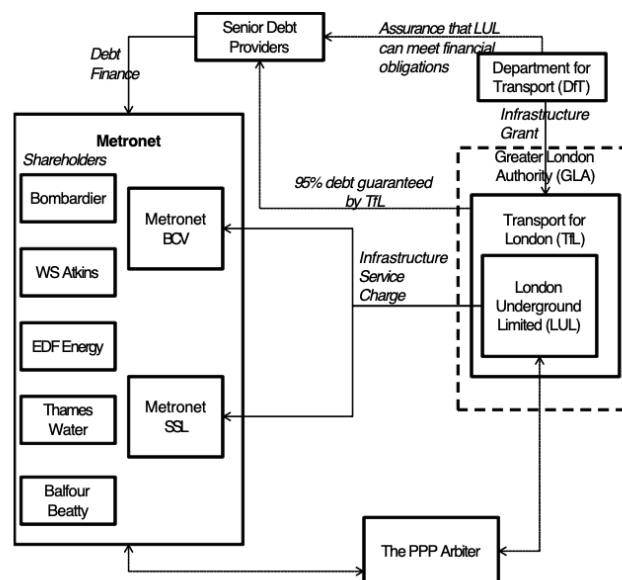 Senior Debt
Providers
Assurance that LUL
can meet financial
obligations
Debt
Finance
Department for
Transport (DfT)
Infrastructure
Grant
Metronet
Shareholders
Greater London
Authority (GLA)
Bombardier
Metronet
BCV
95% debt guaranteed
by TfL
Transport for
London (TfL)
WS Atkins
Infrastructure
Service
Charge
London
Underground
Limited (LUL)
EDF Energy
Thames
Water
Metronet
SSL
Balfour
Beatty
The PPP Arbiter